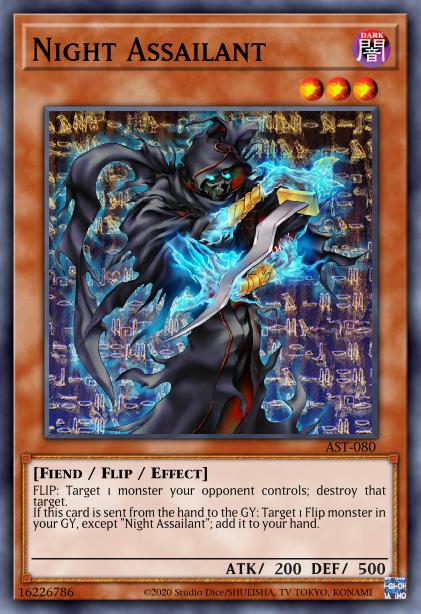 NIGHT ASSAILANT
DARK
闇
AST-080
[FIEND / FLIP / EFFECT]
FLIP: Target 1 monster your opponent controls; destroy that
target.
If this card is sent from the hand to the GY: Target 1 Flip monster in
your GY, except "Night Assailant"; add it to your hand.
ATK/ 200 DEF/ 500
16226786
©2020 Studio Dice/SHUEISHA, TV TOKYO, KONAMI